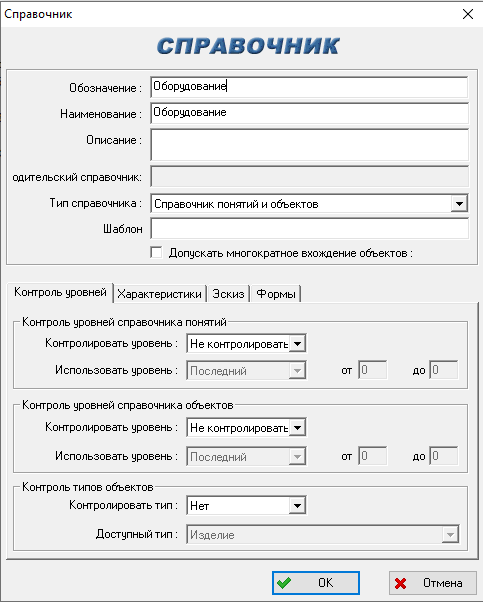 Справочник
СПРАВОЧНИК
Обозначение : Оборудование
Наименование : Оборудование
Описание :
одительский справочник:
Тип справочника : Справочник понятий и объектов
Шаблон
Допускать многократное вхождение объектов :
Контроль уровней Характеристики Эскиз Формы
Контроль уровней справочника понятий
Контролировать уровень : Не контролировать
Использовать уровень : Последний от 0 до 0
Контроль уровней справочника объектов
Контролировать уровень : Не контролировать
Использовать уровень : Последний от 0 до 0
Контроль типов объектов
Контролировать тип : Нет
Доступный тип : Изделие
OK Отмена